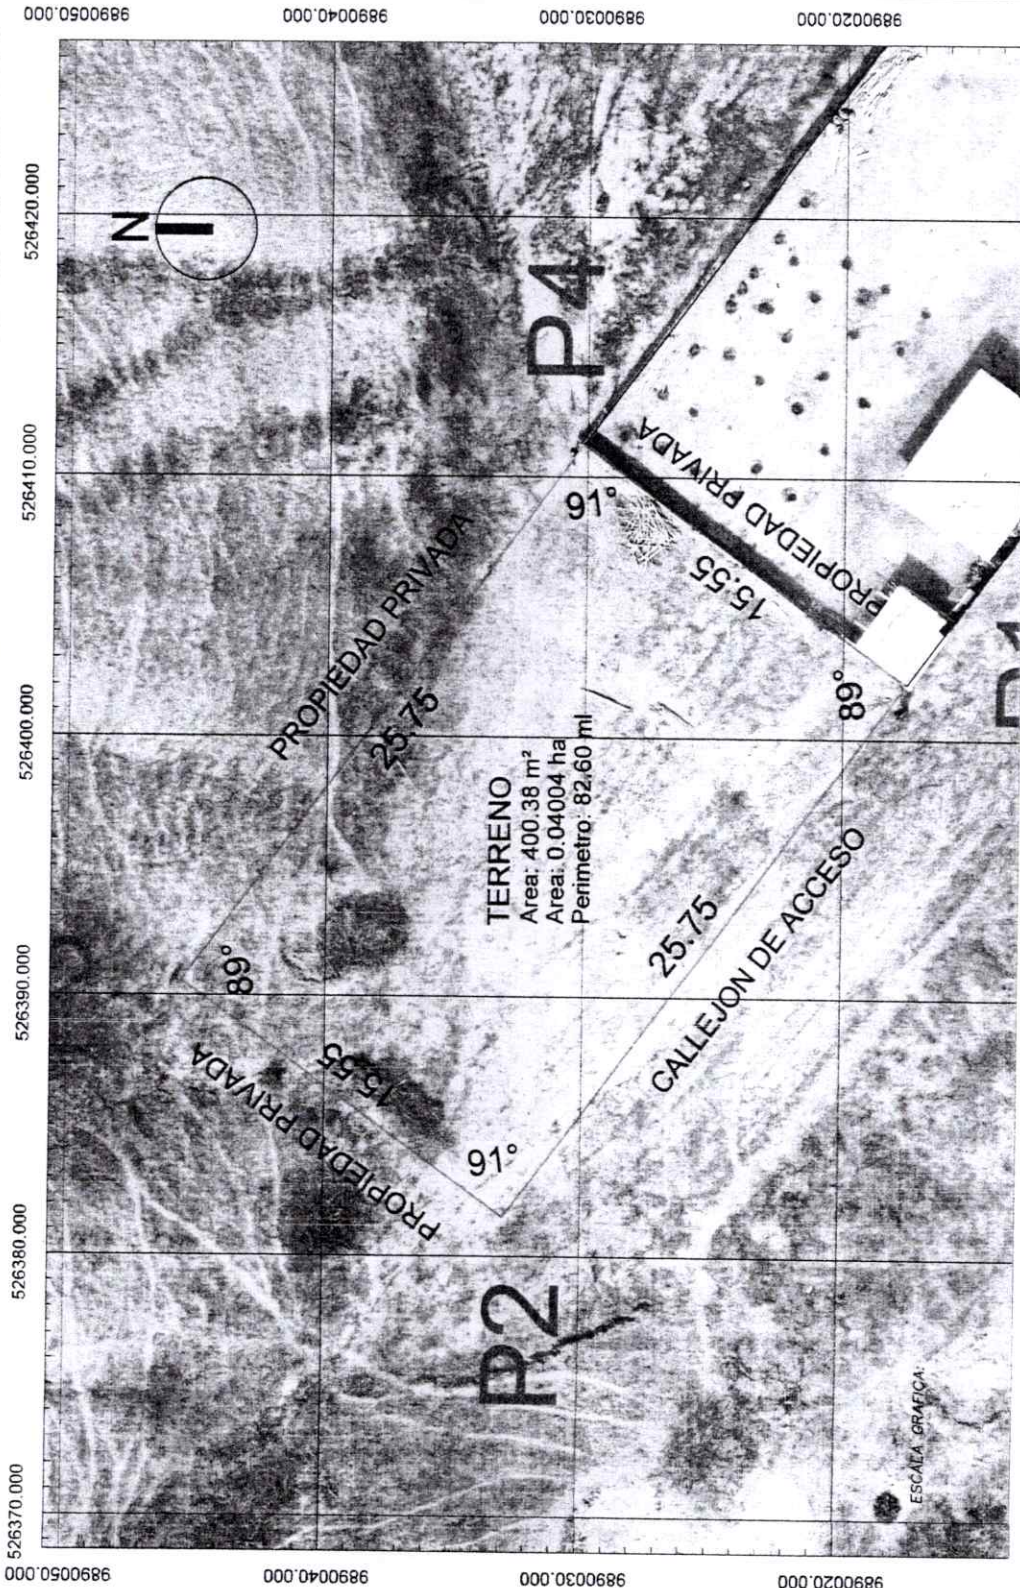 526370.000
526380.000
526390.000
526400.000
526410.000
526420.000
9890050.000
9890050.000
9890040.000
9890040.000
9890030.000
9890030.000
9890020.000
9890020.000
N
PROPIEDAD PRIVADA
25.75
89°
PROPIEDAD PRIVADA
15.55
91°
P2
TERRENO
Area: 400.38 m²
Area: 0.04004 ha
Perimetro: 82.60 ml
P4
91°
15.55
PROPIEDAD PRIVADA
89°
25.75
CALLEJON DE ACCESO
P1
ESCALA GRAFICA: